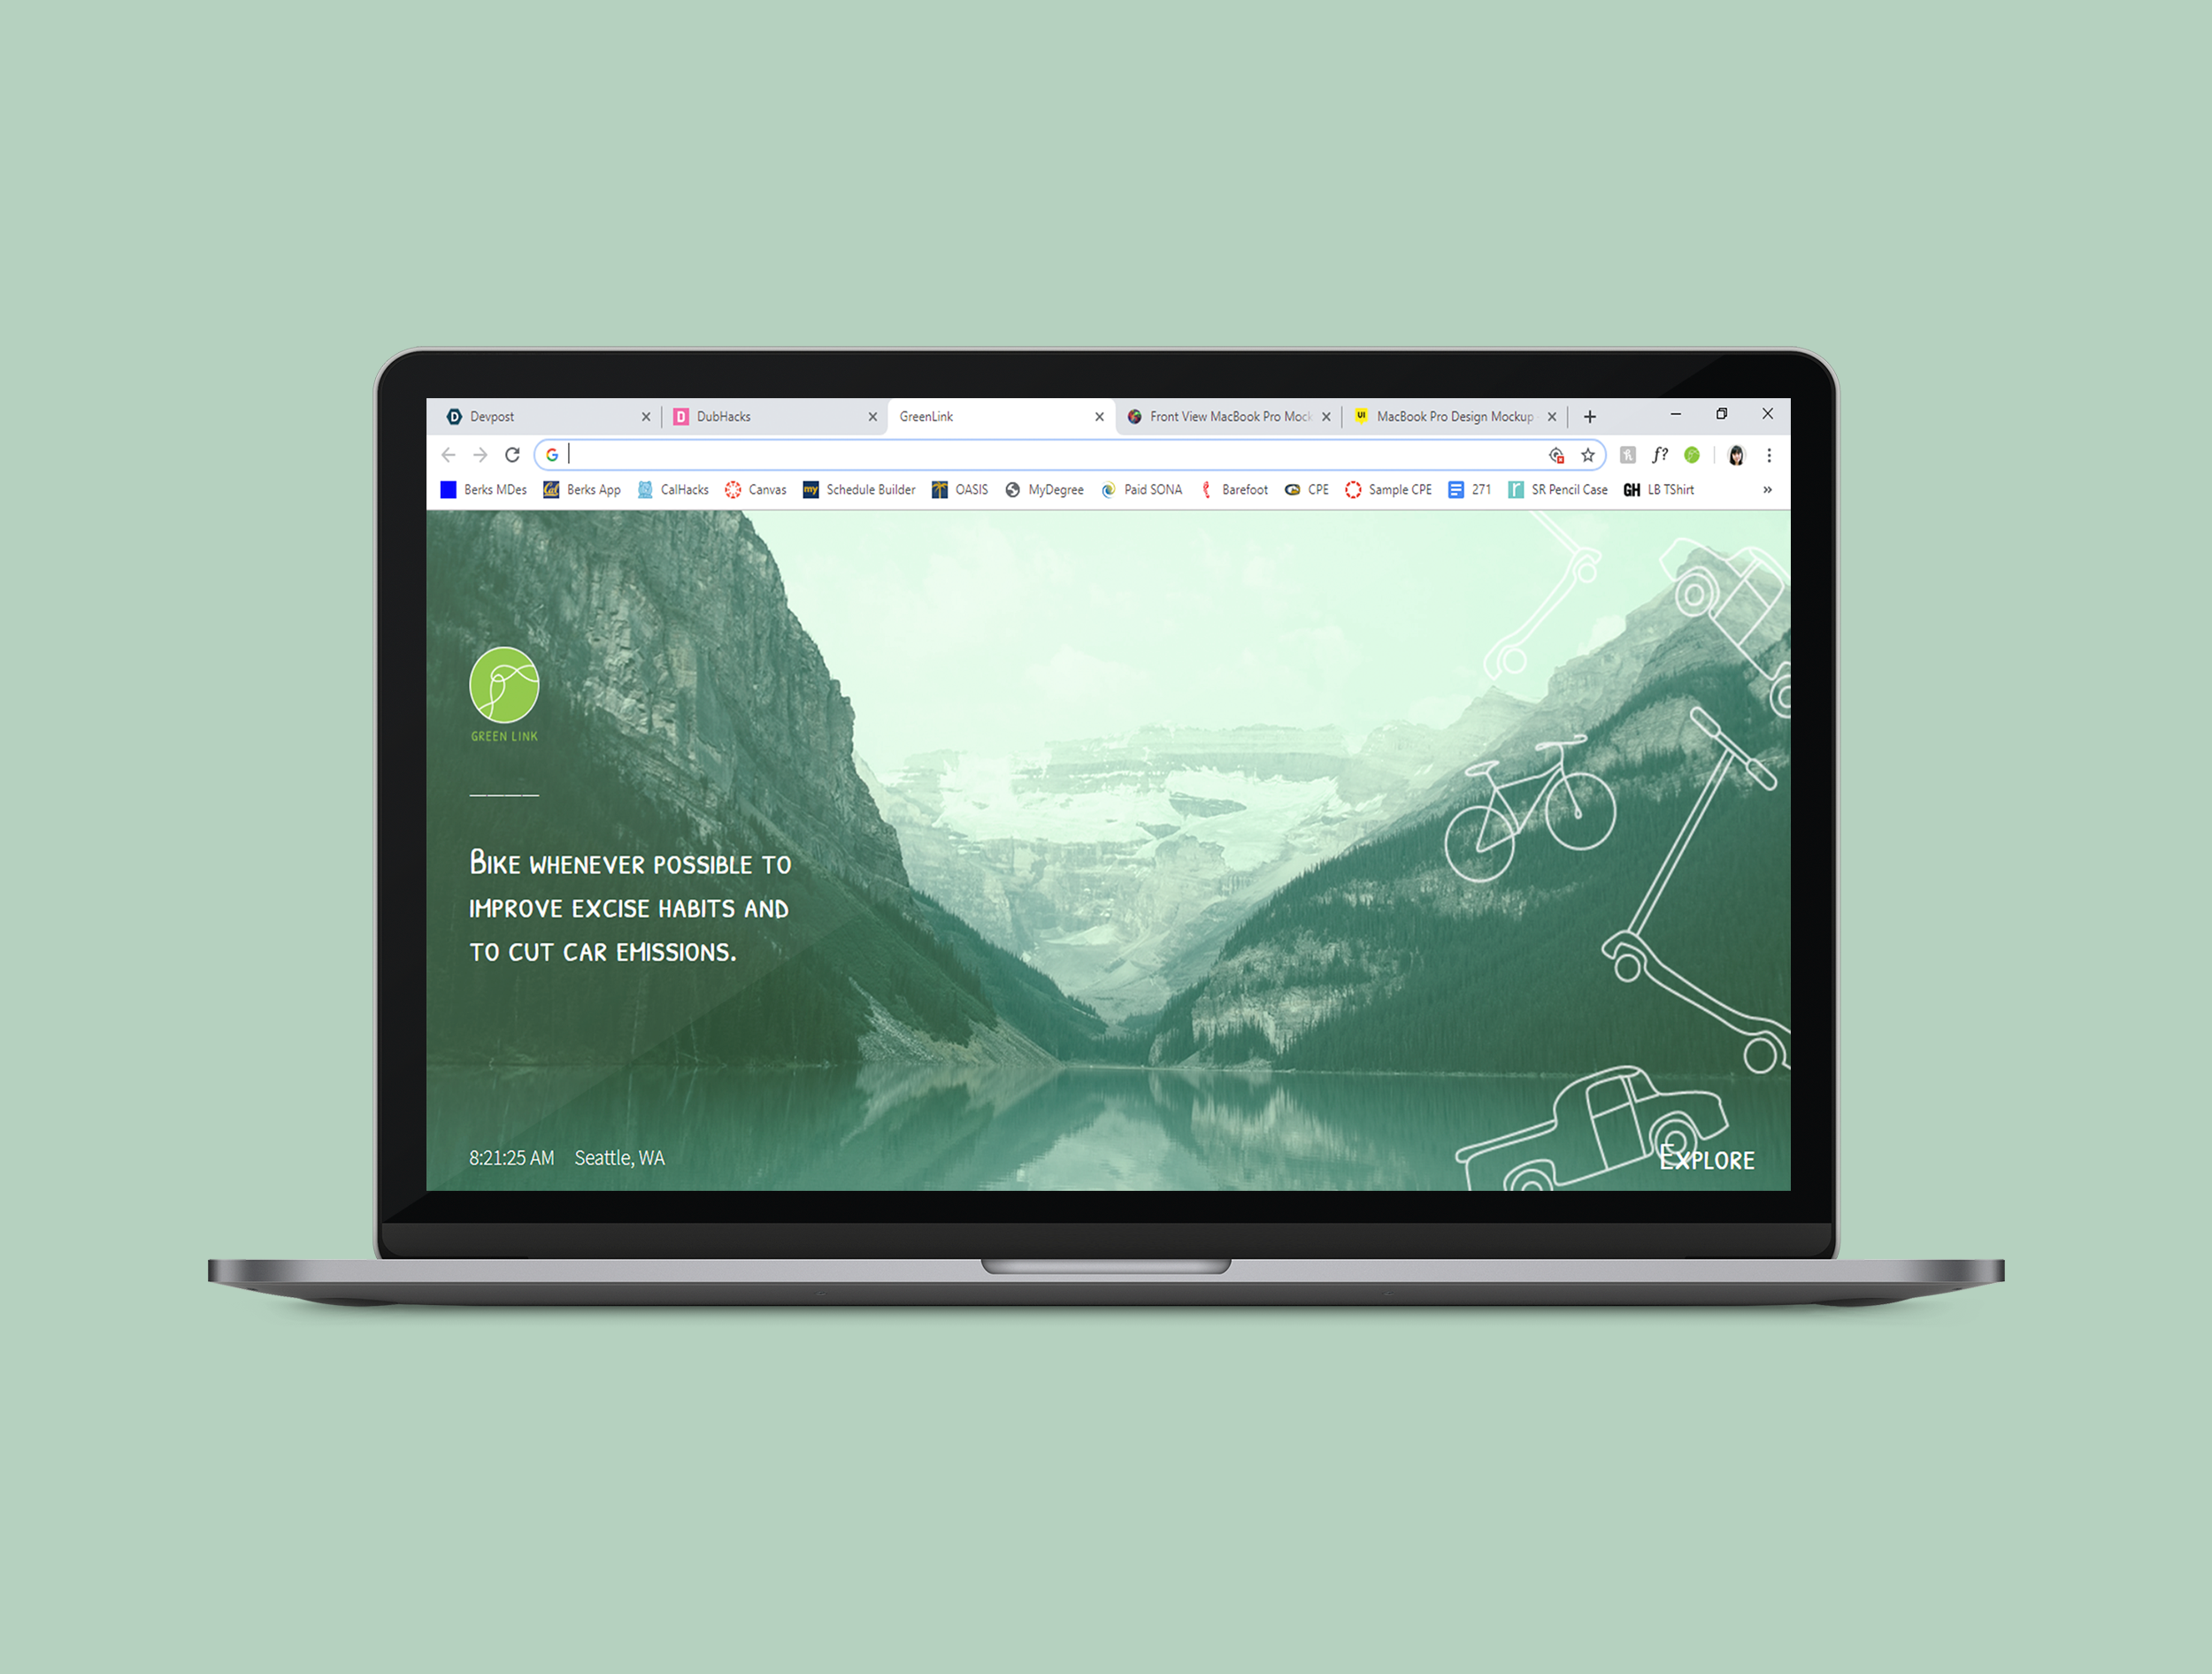 Devpost
DubHacks
GreenLink
Front View MacBook Pro Mock
MacBook Pro Design Mockup
f?
Berks MDes
Cal
Berks App
CalHacks
Canvas
my
Schedule Builder
OASIS
MyDegree
Paid SONA
Barefoot
CPE
Sample CPE
271
r
SR Pencil Case
GH
LB TShirt
GREEN LINK
BIKE WHENEVER POSSIBLE TO
IMPROVE EXCISE HABITS AND
TO CUT CAR EMISSIONS.
8:21:25 AM Seattle, WA
EXPLORE